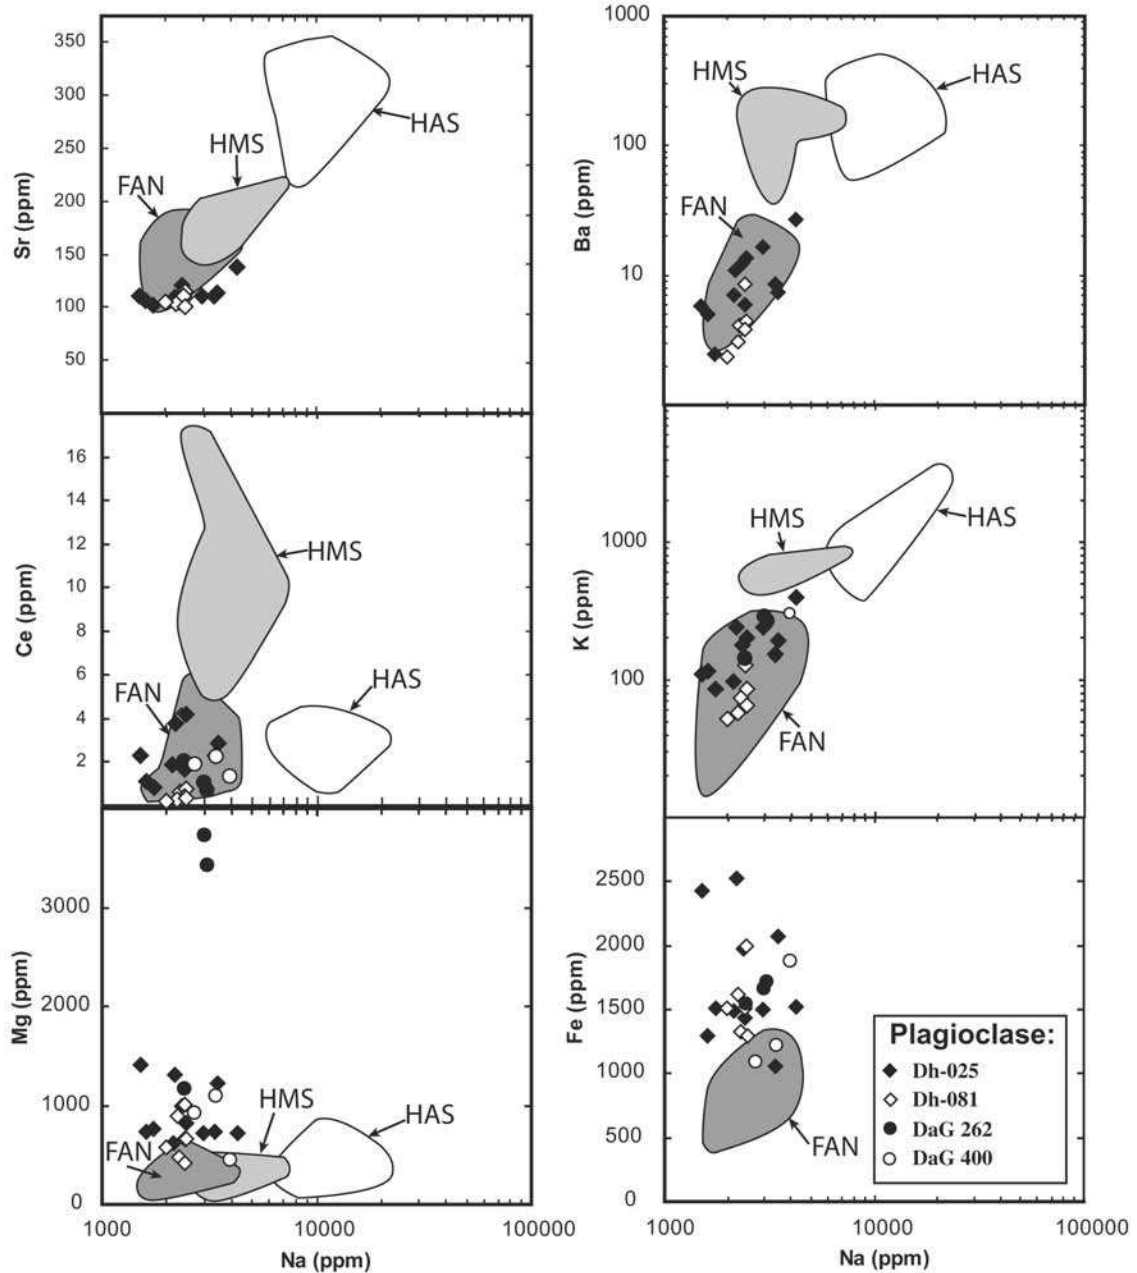 350
300
250
200
150
100
50
Sr (ppm)
HAS
HMS
FAN
1000
100
10
Ba (ppm)
HMS
HAS
FAN
16
14
12
10
8
6
4
2
Ce (ppm)
HMS
FAN
HAS
1000
100
K (ppm)
HMS
HAS
FAN
3000
2000
1000
0
Mg (ppm)
HMS
HAS
FAN
1000
10000
100000
Na (ppm)
2500
2000
1500
1000
500
0
Fe (ppm)
FAN
Plagioclase:
Dh-025
Dh-081
DaG 262
DaG 400
1000
10000
100000
Na (ppm)